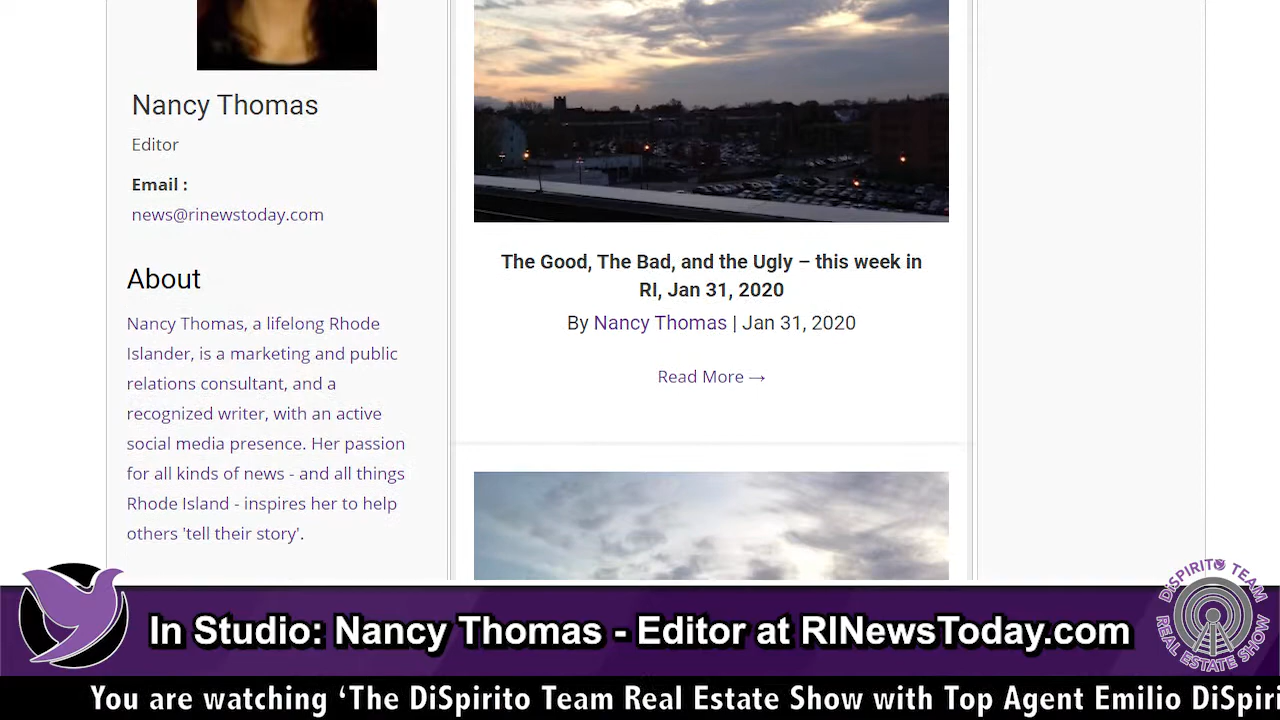 Nancy Thomas
Editor
Email :
news@rinewstoday.com
About
Nancy Thomas, a lifelong Rhode
Islander, is a marketing and public
relations consultant, and a
recognized writer, with an active
social media presence. Her passion
for all kinds of news - and all things
Rhode Island - inspires her to help
others 'tell their story'.
The Good, The Bad, and the Ugly – this week in
RI, Jan 31, 2020
By Nancy Thomas | Jan 31, 2020
Read More →
In Studio: Nancy Thomas - Editor at RINewsToday.com
DiSPIRITO TEAM
REAL ESTATE SHOW
You are watching ‘The DiSpirito Team Real Estate Show with Top Agent Emilio DiSpiri